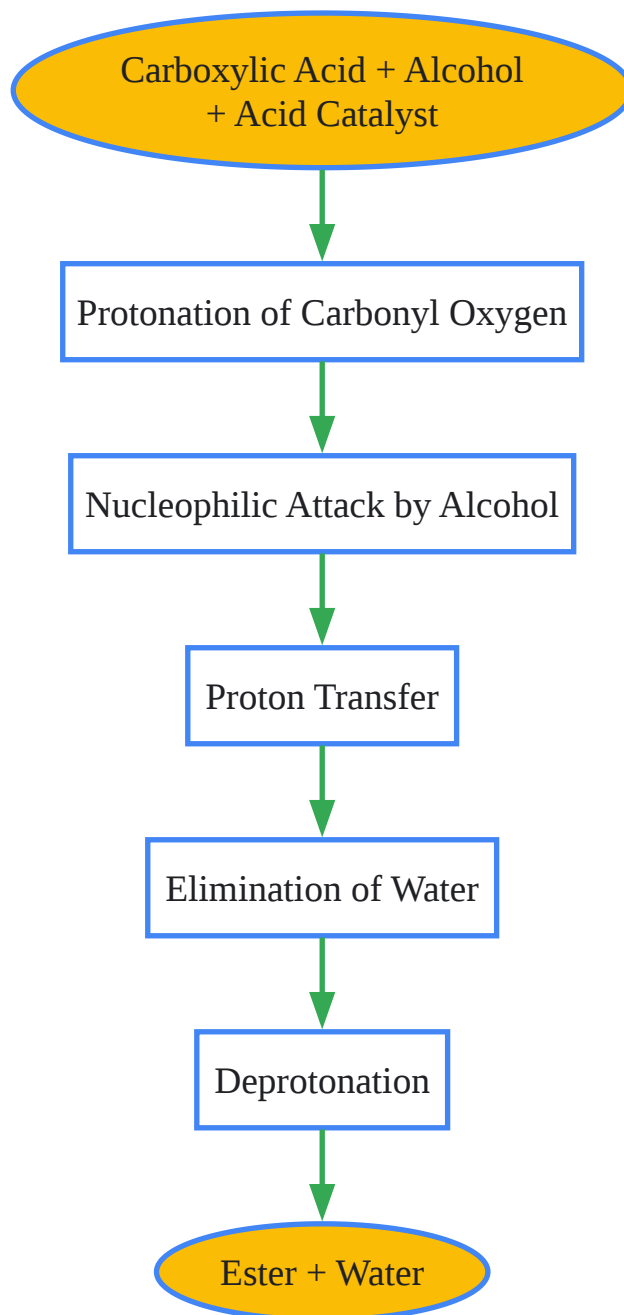 Carboxylic Acid + Alcohol
+ Acid Catalyst
Protonation of Carbonyl Oxygen
Nucleophilic Attack by Alcohol
Proton Transfer
Elimination of Water
Deprotonation
Ester + Water